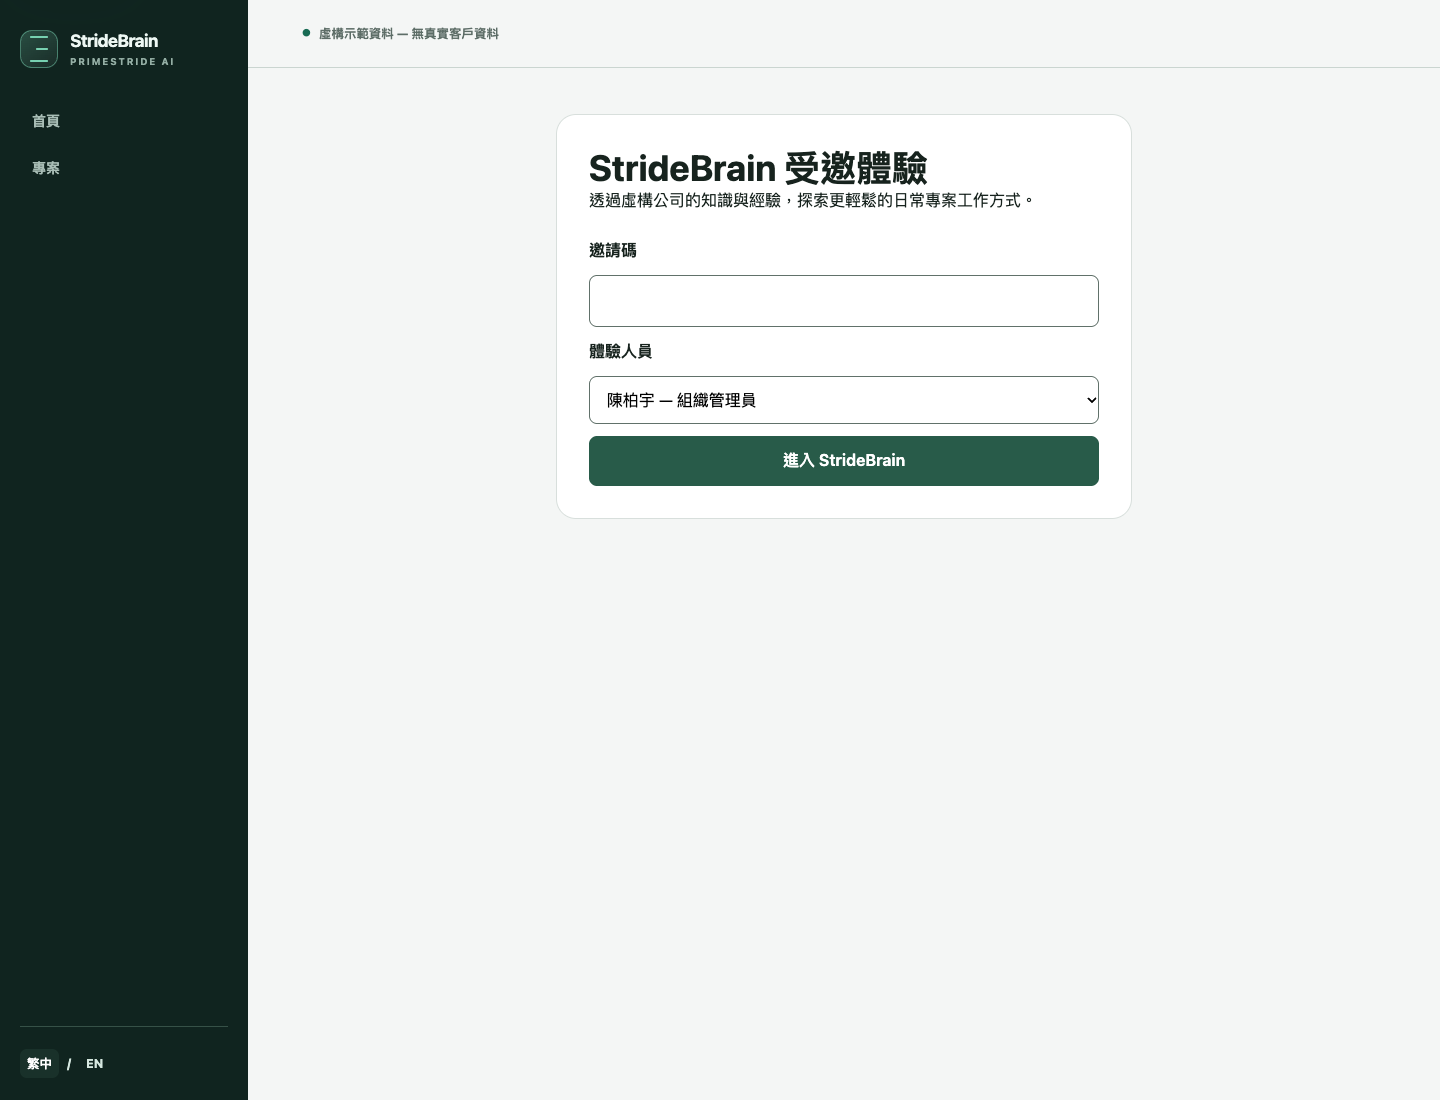 StrideBrain
PRIMESTRIDE AI
首頁
專案
繁中 / EN
虛構示範資料 — 無真實客戶資料
StrideBrain 受邀體驗
透過虛構公司的知識與經驗，探索更輕鬆的日常專案工作方式。
邀請碼
體驗人員
陳柏宇 — 組織管理員
進入 StrideBrain